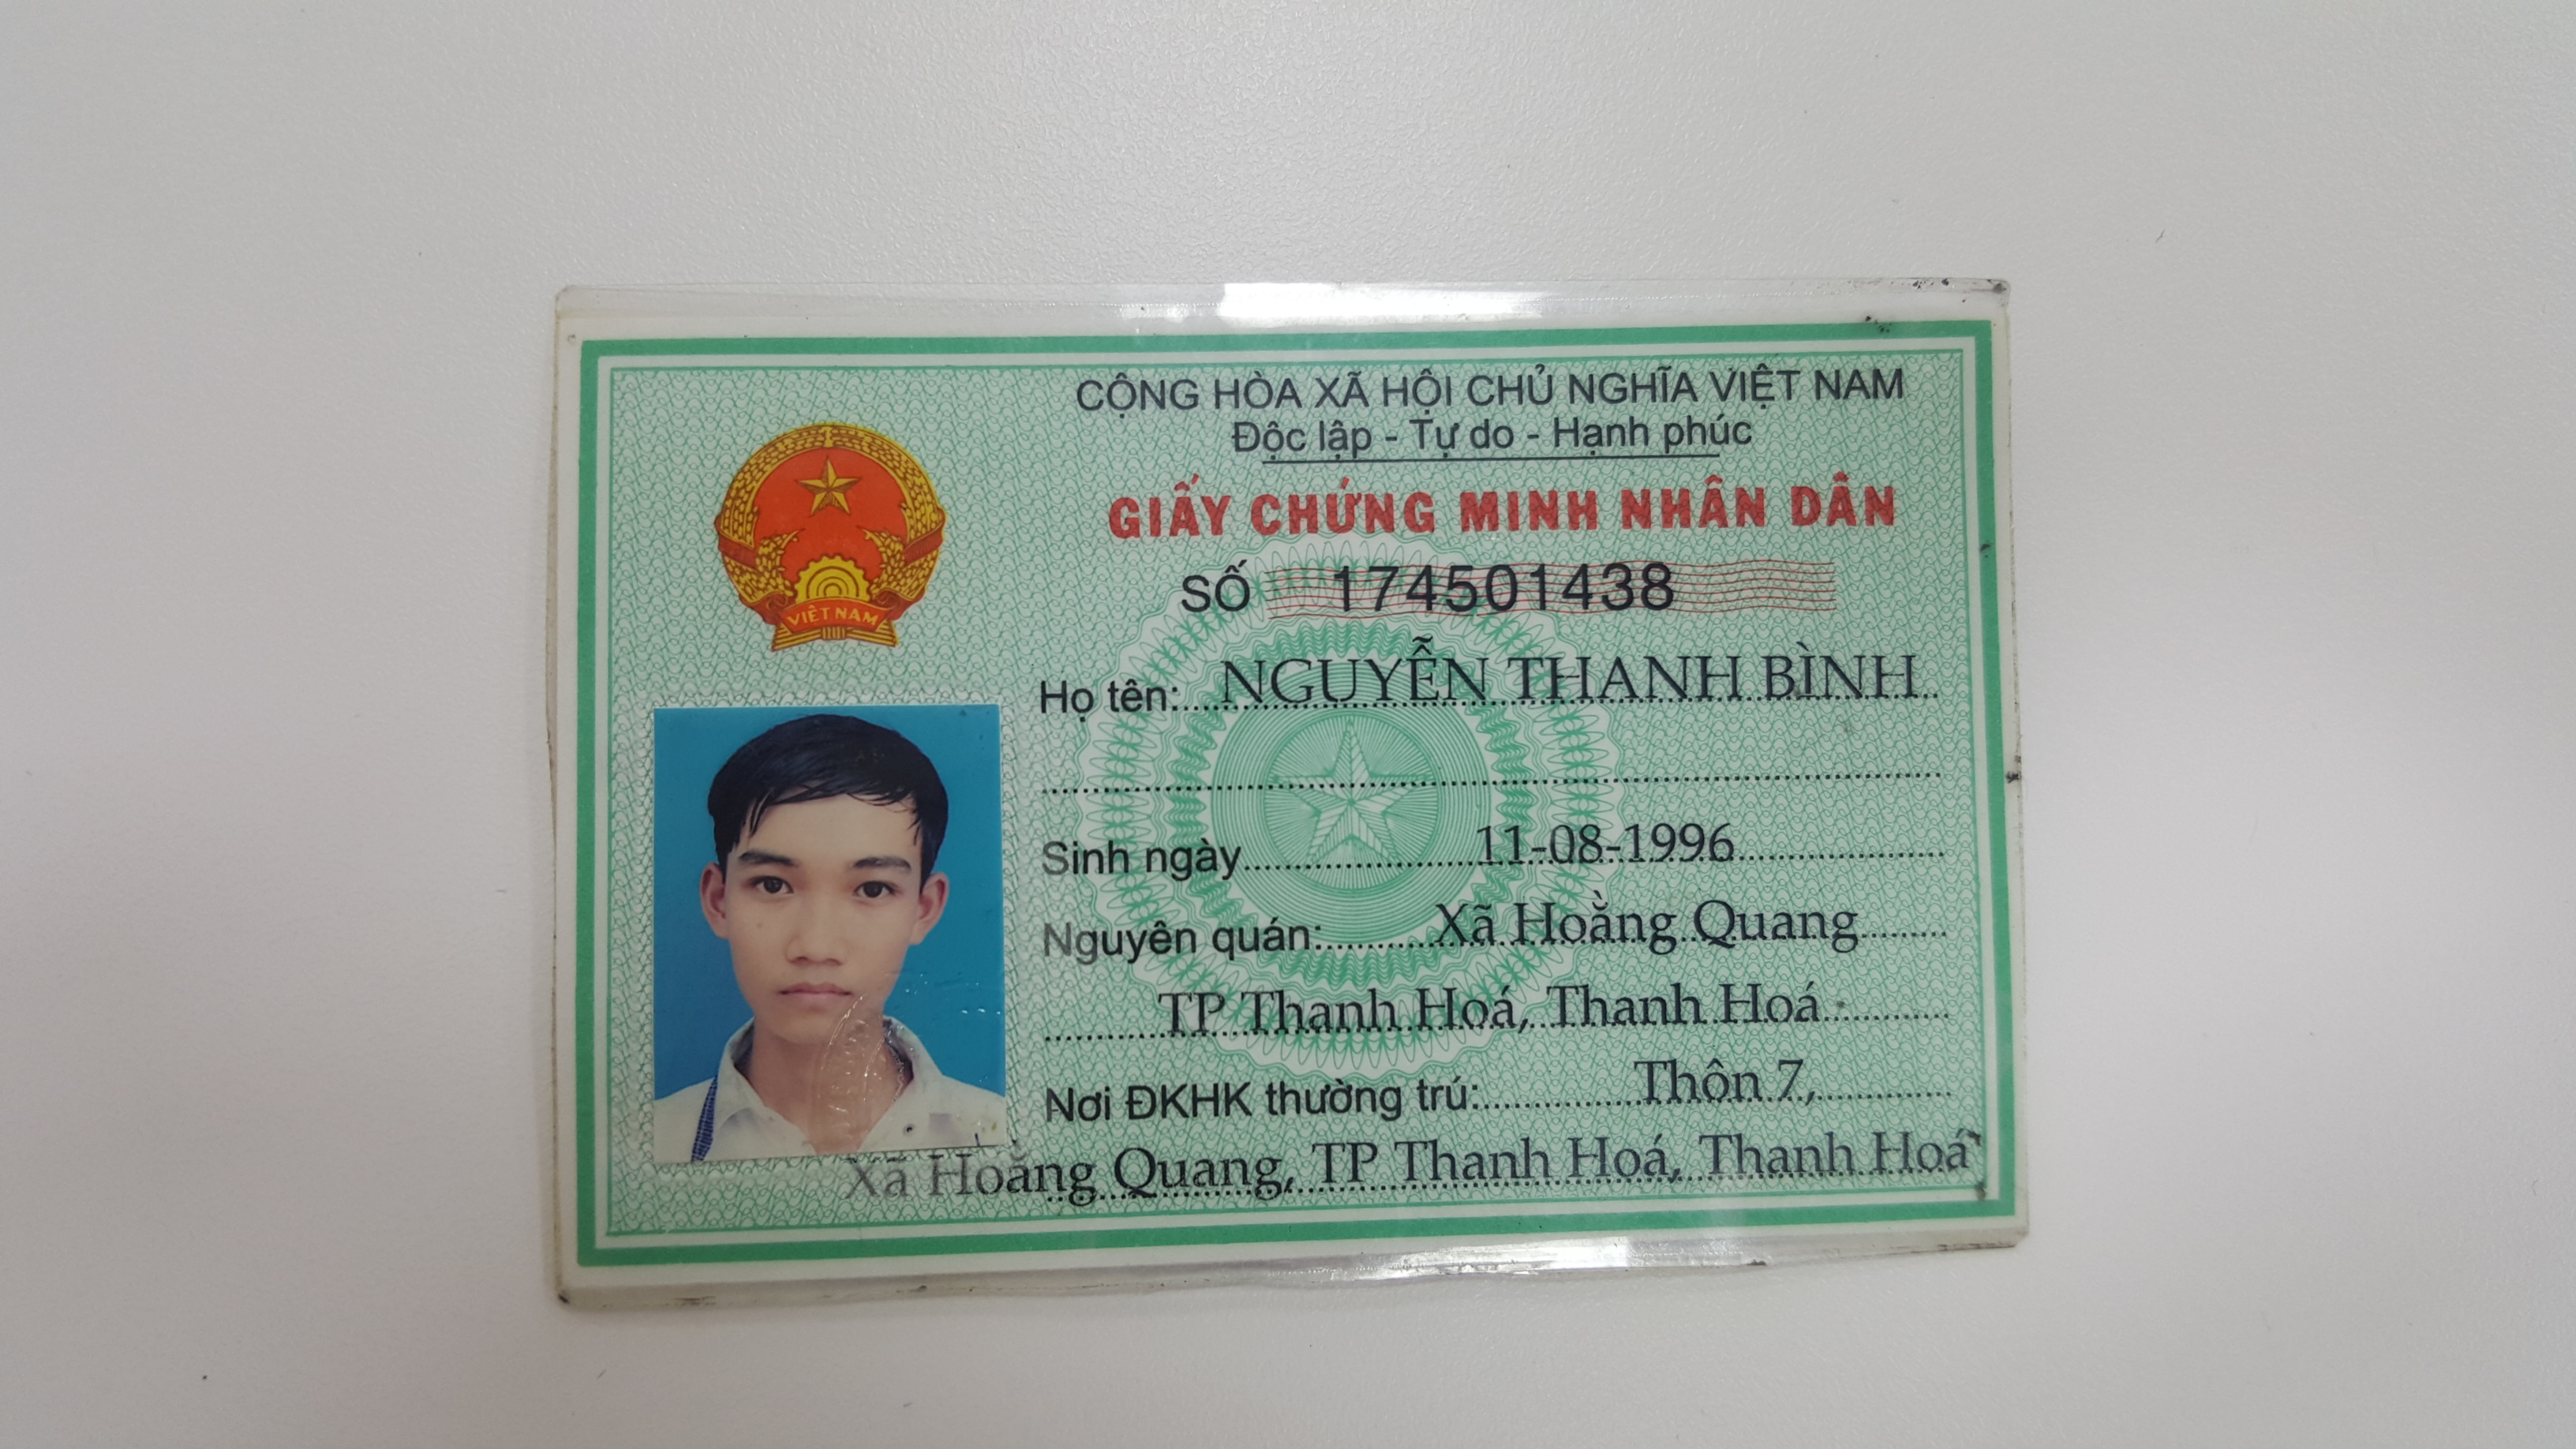 CỘNG HÒA XÃ HỘI CHỦ NGHĨA VIỆT NAM
Độc lập - Tự do - Hạnh phúc
GIẤY CHỨNG MINH NHÂN DÂN
SỐ 174501438
VIỆT NAM
Họ tên: NGUYỄN THANH BÌNH
Sinh ngày 11-08-1996
Nguyên quán: Xã Hoằng Quang
TP Thanh Hoá, Thanh Hoá
Nơi ĐKHK thường trú: Thôn 7,
Xã Hoằng Quang, TP Thanh Hoá, Thanh Hoá